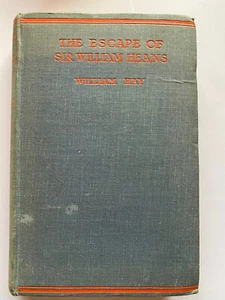 THE ESCAPE OF
SIR WILLIAM HEANS
WILLIAM HAY